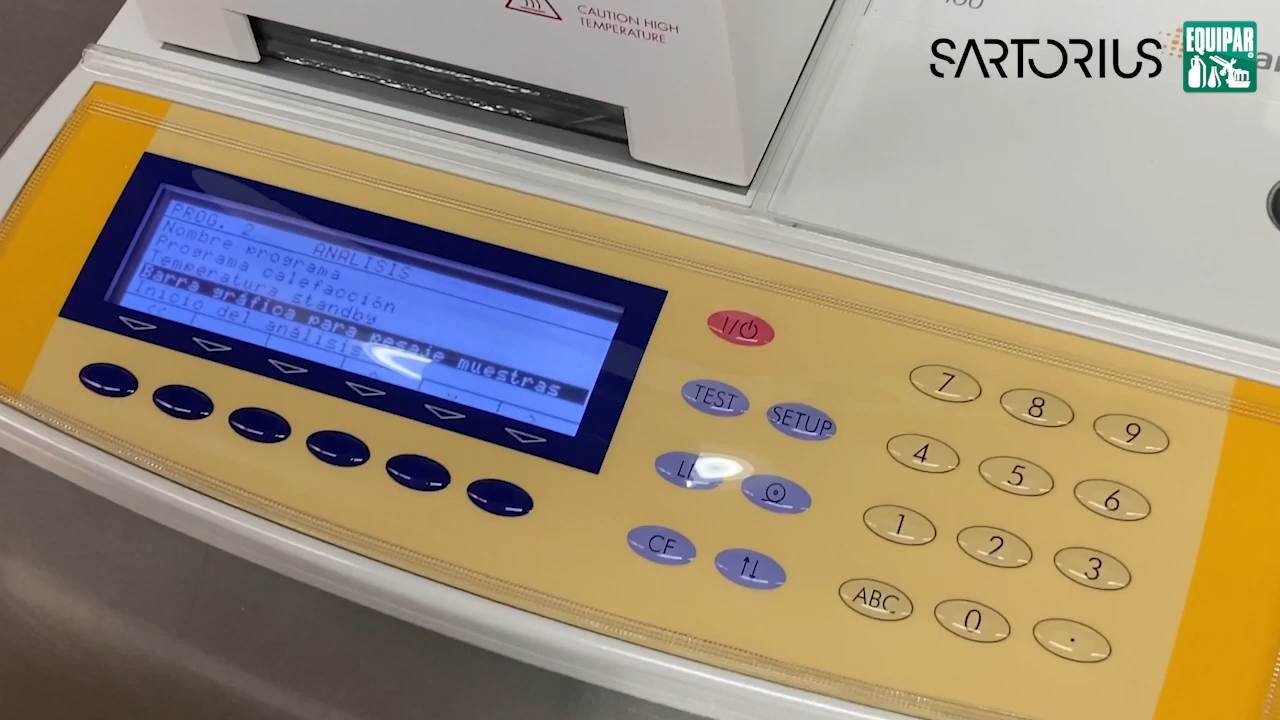 CAUTION HIGH
TEMPERATURE
SARTORIUS
EQUIPAR
PROG. 2 ANALISIS
Nombre programa
Programa calefacción
Temperatura standby
Barra gráfica para pesaje muestras
Inicio del análisis
<<
I/⏻
TEST
SETUP
LF
CF
7
8
9
4
5
6
1
2
3
ABC
0
.